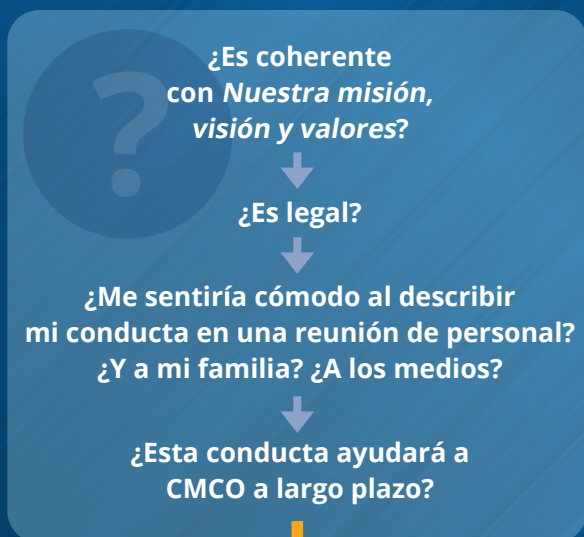 ¿Es coherente
con Nuestra misión,
visión y valores?
¿Es legal?
¿Me sentiría cómodo al describir
mi conducta en una reunión de personal?
¿Y a mi familia? ¿A los medios?
¿Esta conducta ayudará a
CMCO a largo plazo?